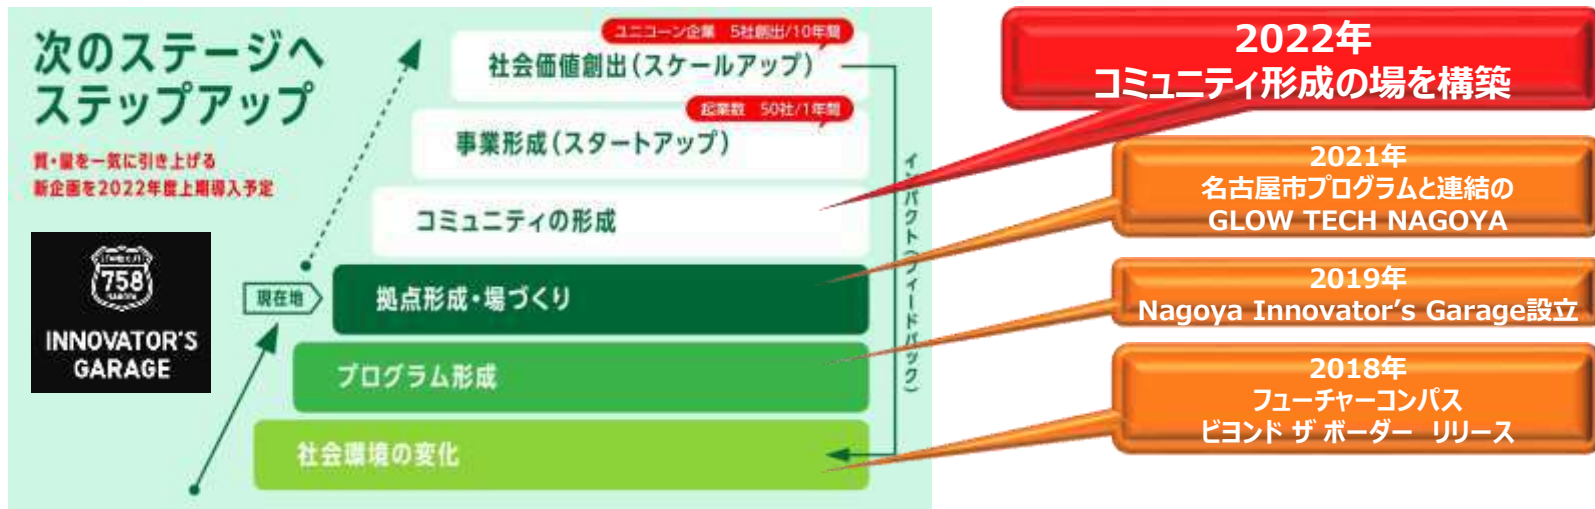 次のステージへ
ステップアップ
質・量を一気に引き上げる
新企画を2022年度上期導入予定
758
NAGOYA
INNOVATOR'S
GARAGE
現在地
ユニコーン企業 5社創出/10年間
社会価値創出(スケールアップ)
起業数 50社/1年間
事業形成(スタートアップ)
コミュニティの形成
拠点形成・場づくり
プログラム形成
社会環境の変化
インパクト(フィードバック)
2022年
コミュニティ形成の場を構築
2021年
名古屋市プログラムと連結の
GLOW TECH NAGOYA
2019年
Nagoya Innovator’s Garage設立
2018年
フューチャーコンパス
ビヨンド ザ ボーダー リリース